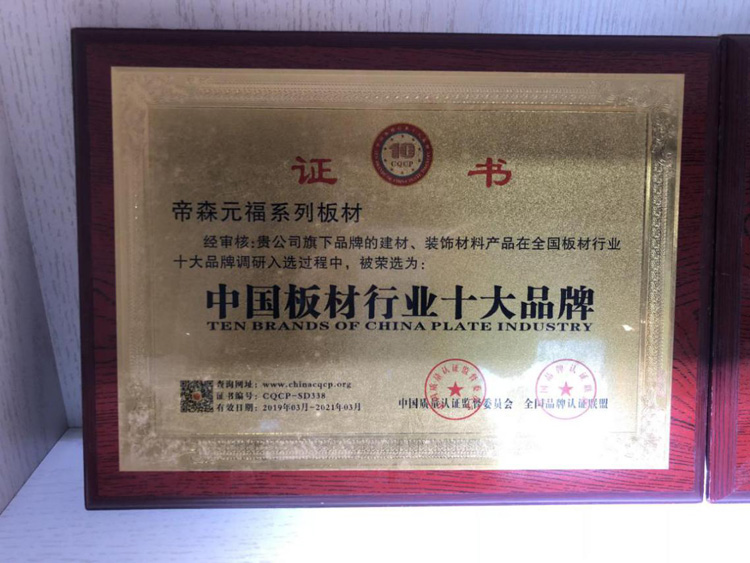 10
CQCP
证 书
帝森元福系列板材
经审核:贵公司旗下品牌的建材、装饰材料产品在全国板材行业
十大品牌调研入选过程中，被荣选为:
中国板材行业十大品牌
TEN BRANDS OF CHINA PLATE INDUSTRY
查询网址: www.chinacqcp.org
证书编号: CQCP-SD338
有效日期: 2019年03月-2021年03月
中国质量认证监督委员会 全国品牌认证联盟